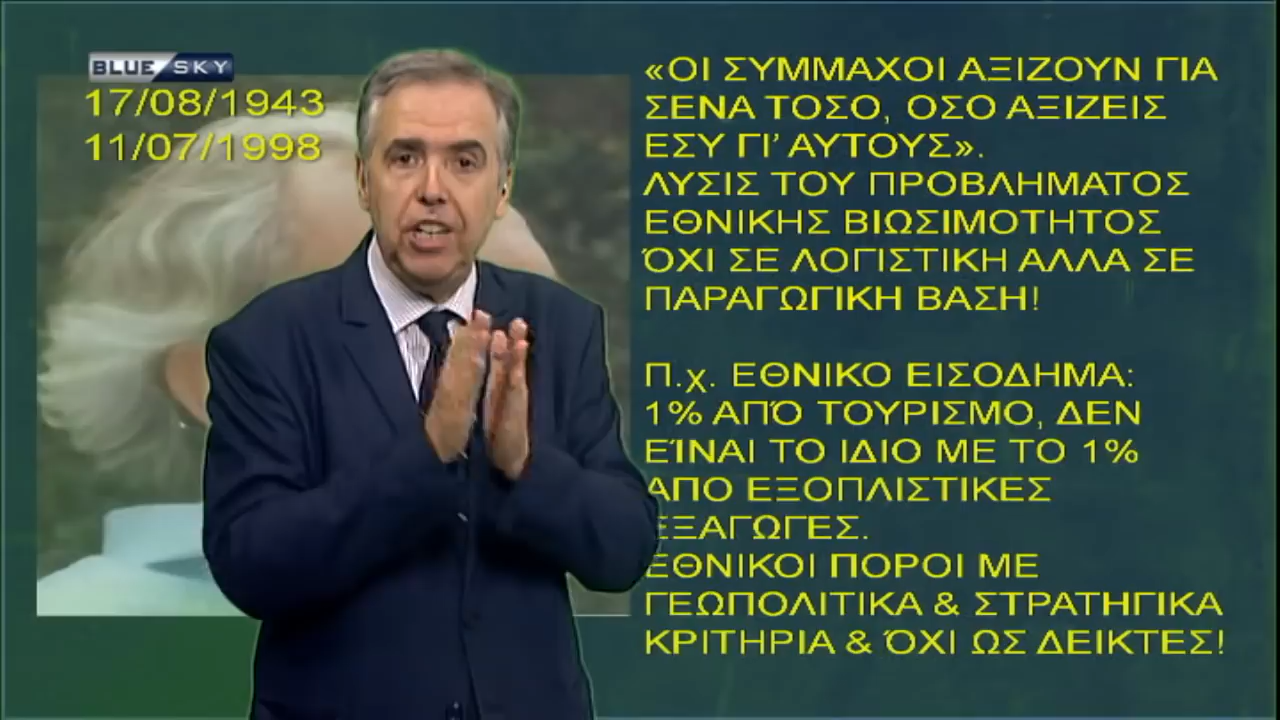 BLUE SKY
17/08/1943
11/07/1998
«ΟΙ ΣΥΜΜΑΧΟΙ ΑΞΙΖΟΥΝ ΓΙΑ
ΣΕΝΑ ΤΟΣΟ, ΟΣΟ ΑΞΙΖΕΙΣ
ΕΣΥ ΓΙ' ΑΥΤΟΥΣ».
ΛΥΣΙΣ ΤΟΥ ΠΡΟΒΛΗΜΑΤΟΣ
ΕΘΝΙΚΗΣ ΒΙΩΣΙΜΟΤΗΤΟΣ
ΌΧΙ ΣΕ ΛΟΓΙΣΤΙΚΗ ΑΛΛΑ ΣΕ
ΠΑΡΑΓΩΓΙΚΗ ΒΑΣΗ!
Π.χ. ΕΘΝΙΚΟ ΕΙΣΟΔΗΜΑ:
1% ΑΠΌ ΤΟΥΡΙΣΜΟ, ΔΕΝ
ΕΊΝΑΙ ΤΟ ΙΔΙΟ ΜΕ ΤΟ 1%
ΑΠΟ ΕΞΟΠΛΙΣΤΙΚΕΣ
ΕΞΑΓΩΓΕΣ.
ΕΘΝΙΚΟΙ ΠΟΡΟΙ ΜΕ
ΓΕΩΠΟΛΙΤΙΚΑ & ΣΤΡΑΤΗΓΙΚΑ
ΚΡΙΤΗΡΙΑ & ΌΧΙ ΩΣ ΔΕΙΚΤΕΣ!